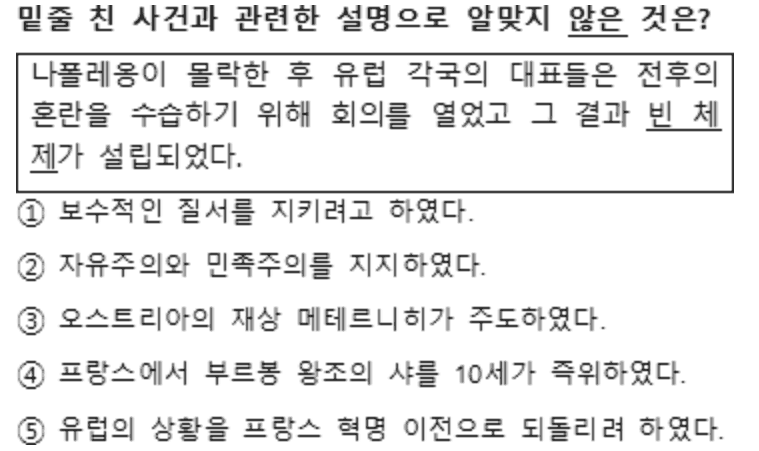 밑줄 친 사건과 관련한 설명으로 알맞지 않은 것은?
나폴레옹이 몰락한 후 유럽 각국의 대표들은 전후의
혼란을 수습하기 위해 회의를 열었고 그 결과 빈 체
제가 설립되었다.
① 보수적인 질서를 지키려고 하였다.
② 자유주의와 민족주의를 지지하였다.
③ 오스트리아의 재상 메테르니히가 주도하였다.
④ 프랑스에서 부르봉 왕조의 샤를 10세가 즉위하였다.
⑤ 유럽의 상황을 프랑스 혁명 이전으로 되돌리려 하였다.